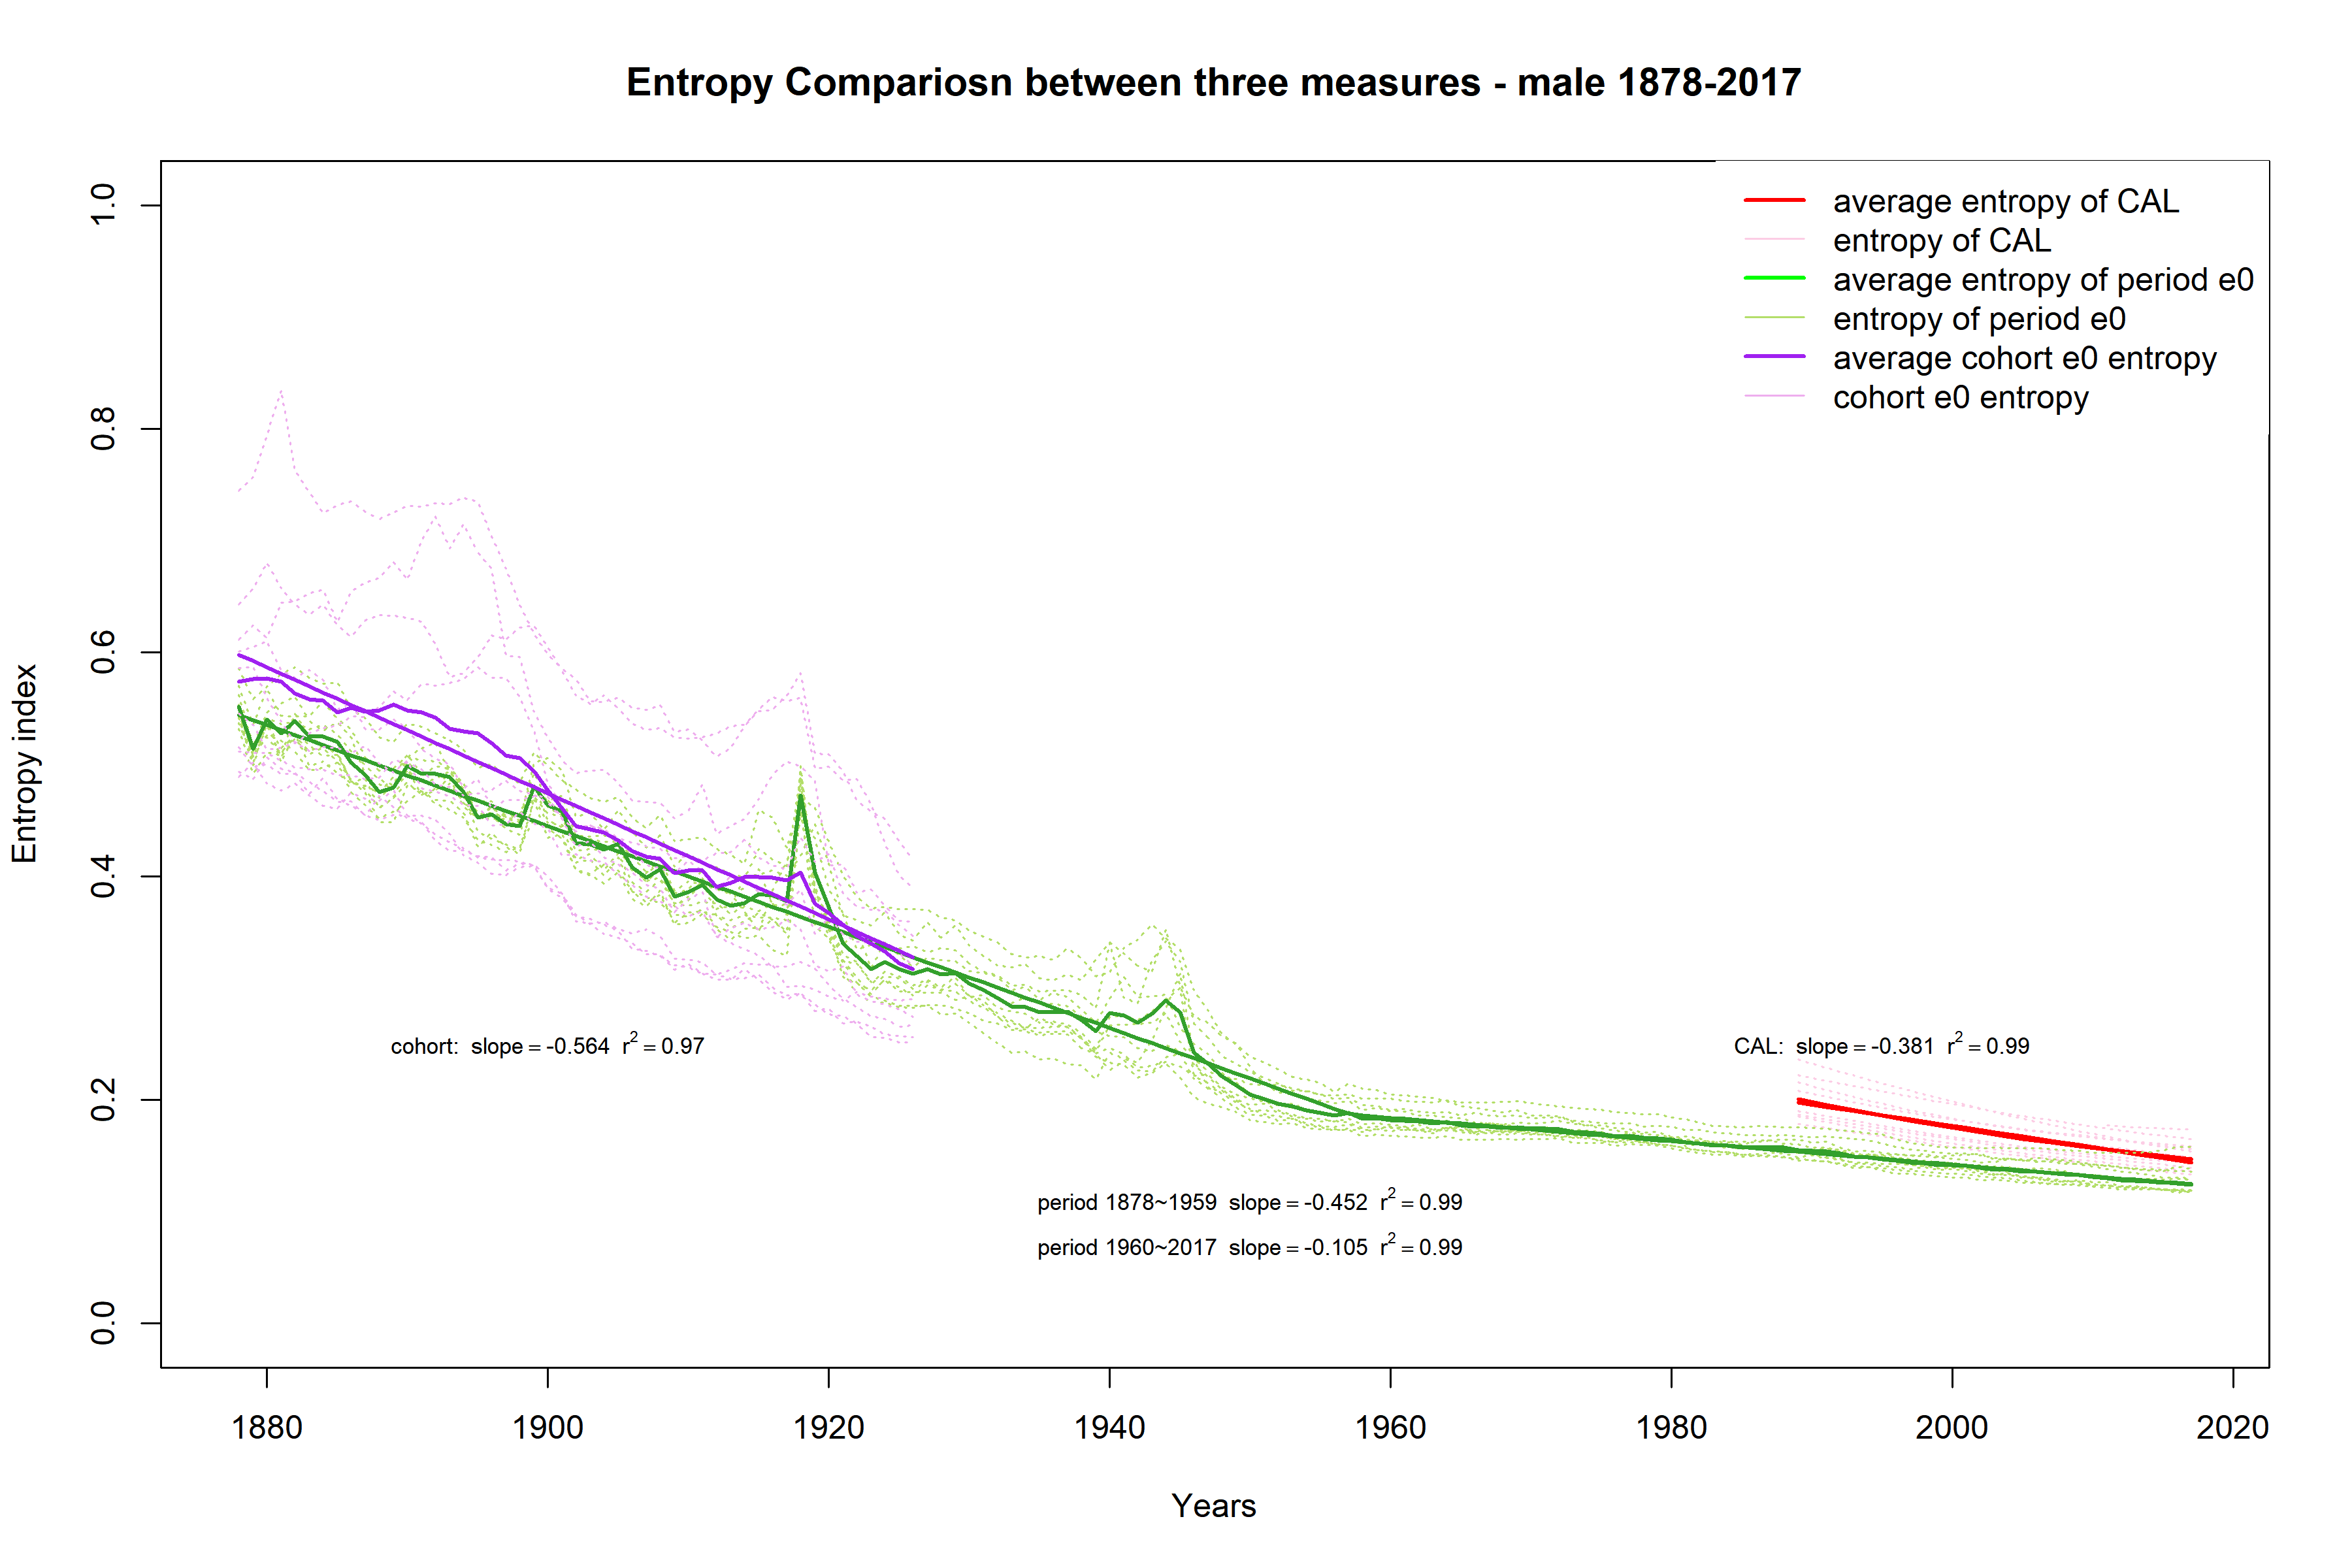 Entropy Compariosn between three measures - male 1878-2017
average entropy of CAL
entropy of CAL
average entropy of period e0
entropy of period e0
average cohort e0 entropy
cohort e0 entropy
Entropy index
1.0
0.8
0.6
0.4
0.2
0.0
cohort: slope = -0.564 r² = 0.97
CAL: slope = -0.381 r² = 0.99
period 1878~1959 slope = -0.452 r² = 0.99
period 1960~2017 slope = -0.105 r² = 0.99
1880 1900 1920 1940 1960 1980 2000 2020
Years